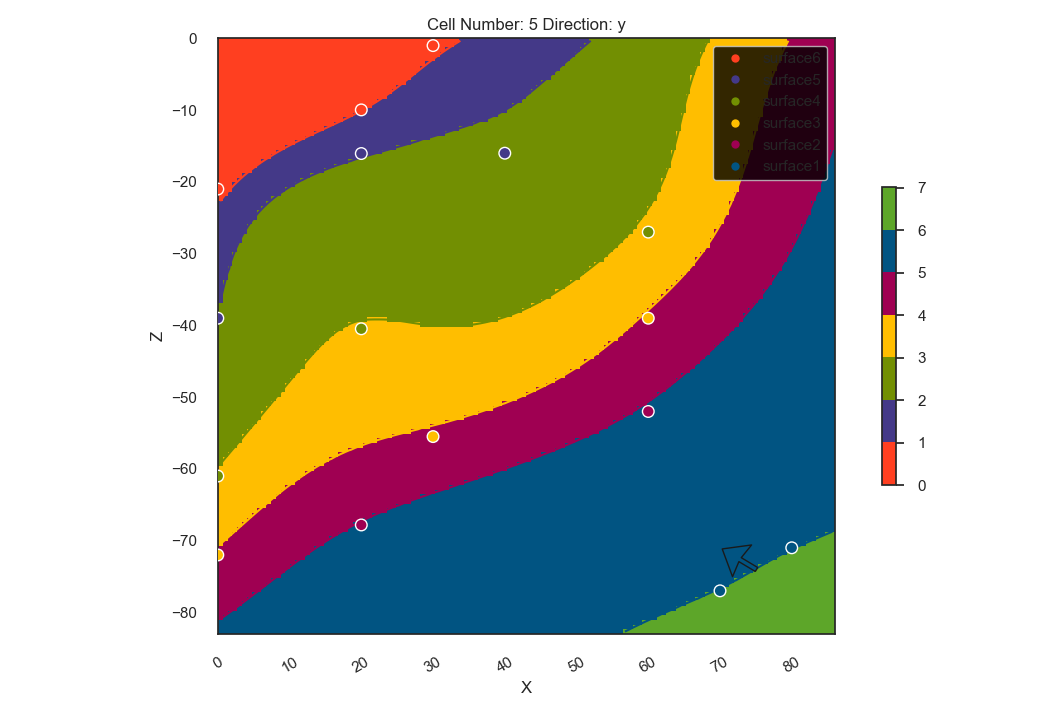 Cell Number: 5 Direction: y
0
−10
−20
−30
−40
−50
−60
−70
−80
Z
0 10 20 30 40 50 60 70 80
X
surface6
surface5
surface4
surface3
surface2
surface1
7
6
5
4
3
2
1
0